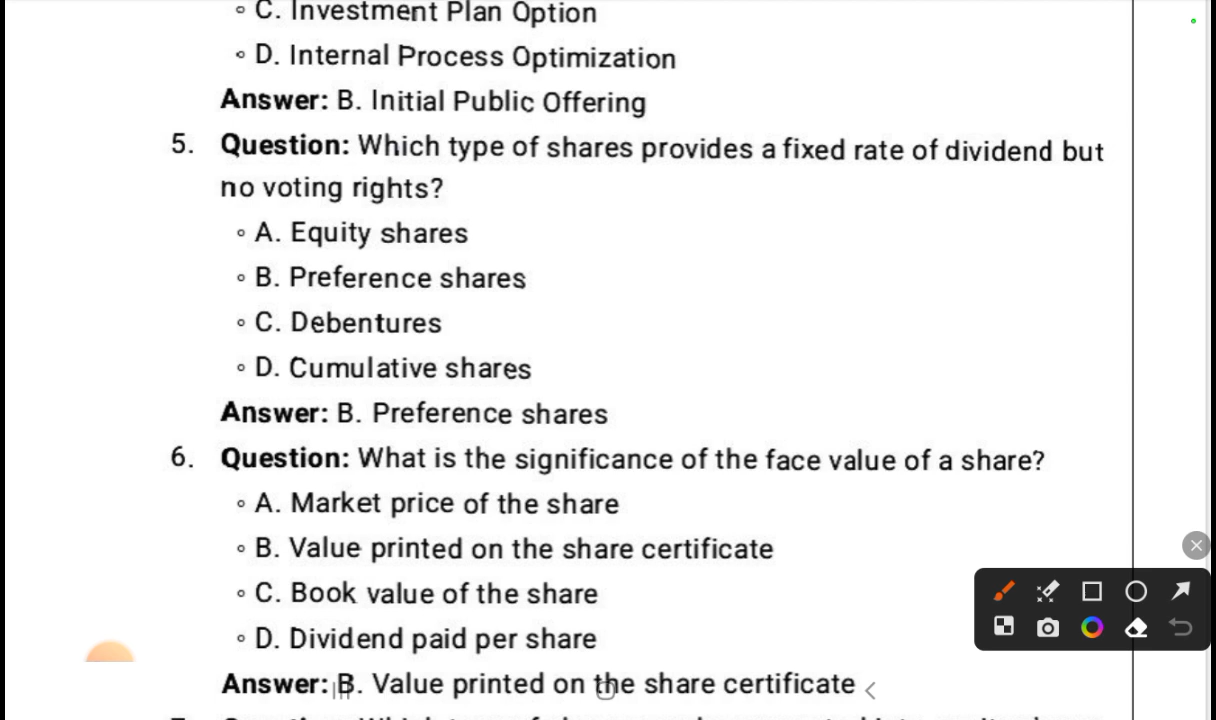 ◦ C. Investment Plan Option
◦ D. Internal Process Optimization
Answer: B. Initial Public Offering
5. Question: Which type of shares provides a fixed rate of dividend but
no voting rights?
◦ A. Equity shares
◦ B. Preference shares
◦ C. Debentures
◦ D. Cumulative shares
Answer: B. Preference shares
6. Question: What is the significance of the face value of a share?
◦ A. Market price of the share
◦ B. Value printed on the share certificate
◦ C. Book value of the share
◦ D. Dividend paid per share
Answer: B. Value printed on the share certificate